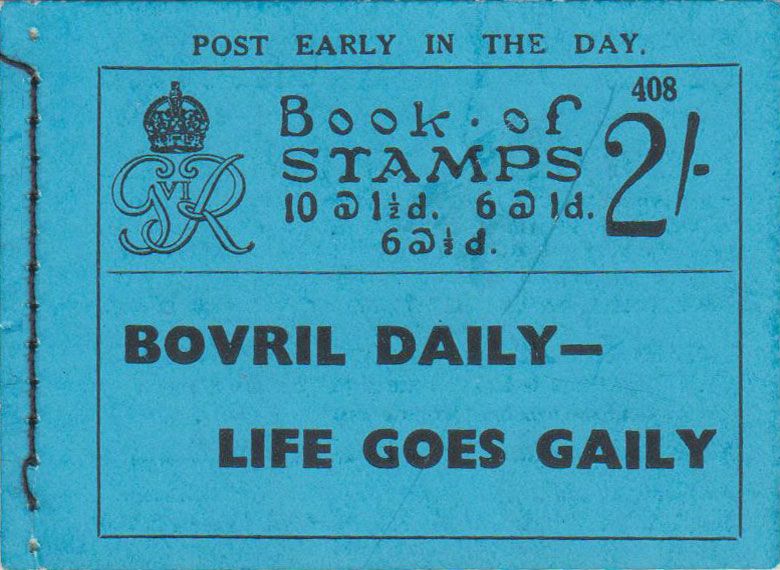 POST EARLY IN THE DAY.
408
Book · of
STAMPS
2/-
10 @ 1½d. 6 @ 1d.
6 @ ½d.
GVIR
BOVRIL DAILY—
LIFE GOES GAILY